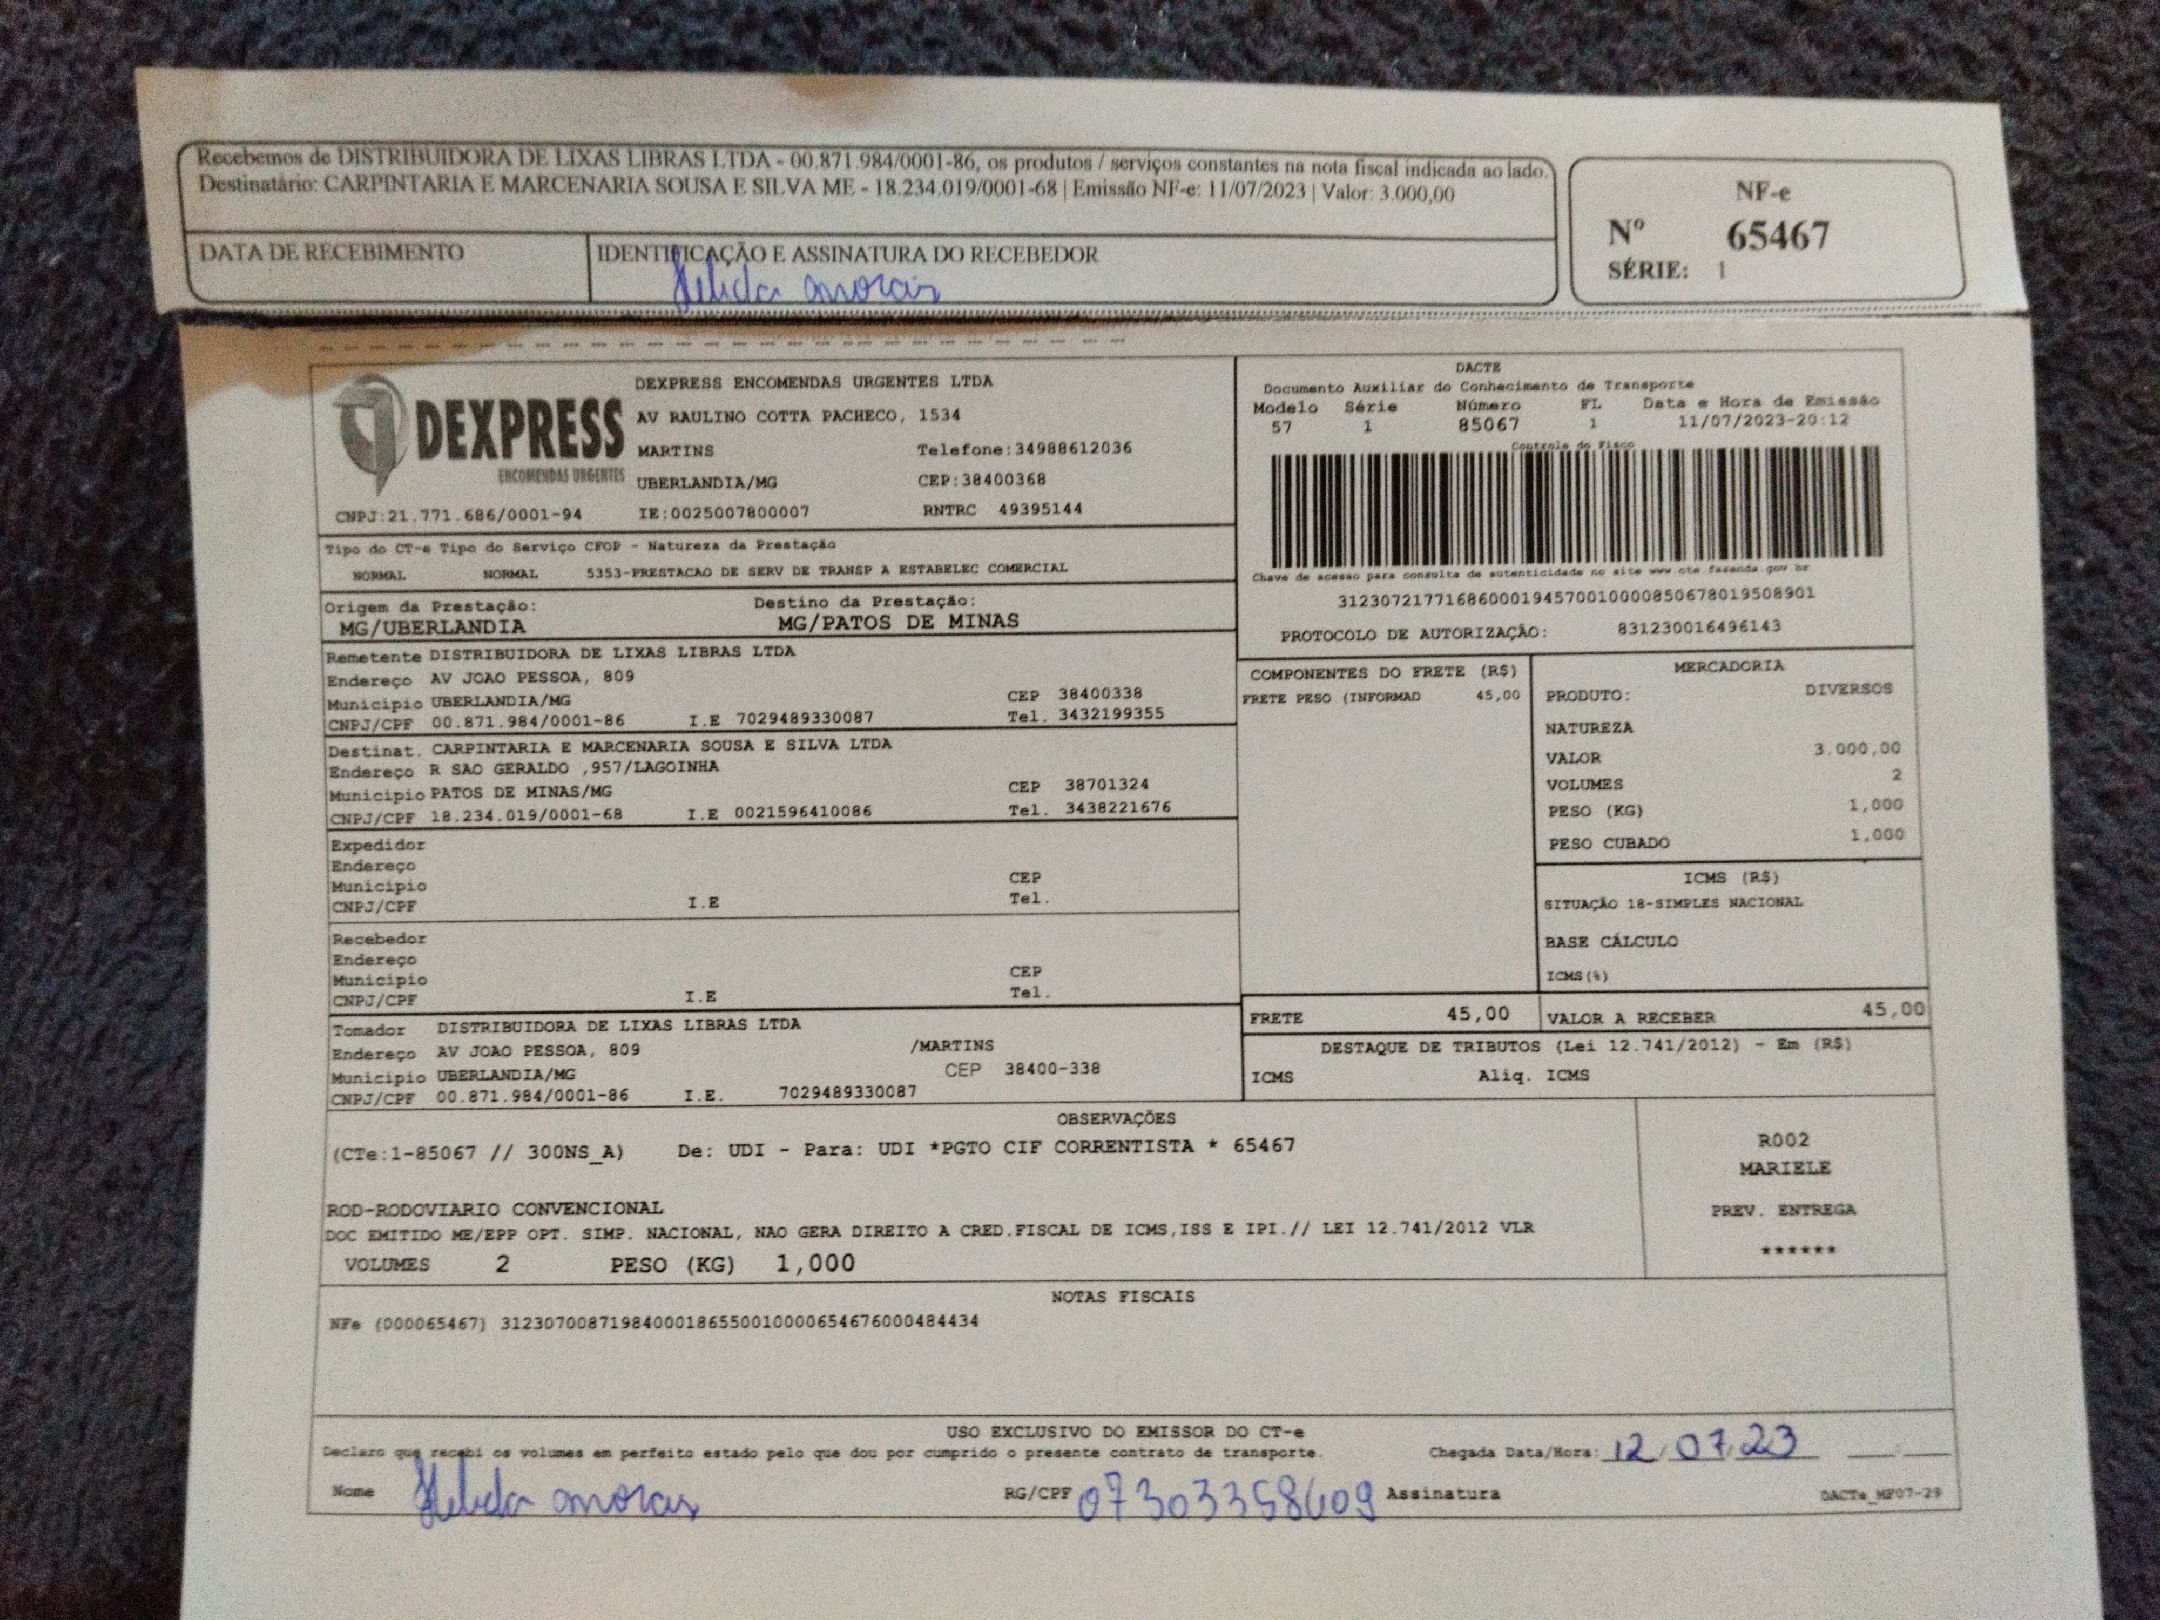 Recebemos de DISTRIBUIDORA DE LIXAS LIBRAS LTDA - 00.871.984/0001-86, os produtos / serviços constantes na nota fiscal indicada ao lado.
Destinatário: CARPINTARIA E MARCENARIA SOUSA E SILVA ME - 18.234.019/0001-68 | Emissão NF-e: 11/07/2023 | Valor: 3.000,00
DATA DE RECEBIMENTO
IDENTIFICAÇÃO E ASSINATURA DO RECEBEDOR
NF-e
Nº 65467
SÉRIE: 1
DEXPRESS
ENCOMENDAS URGENTES
DEXPRESS ENCOMENDAS URGENTES LTDA
AV RAULINO COTTA PACHECO, 1534
MARTINS Telefone:34988612036
UBERLANDIA/MG CEP:38400368
CNPJ:21.771.686/0001-94 IE:0025007800007 RNTRC 49395144
DACTE
Documento Auxiliar do Conhecimento de Transporte
Modelo Série Número FL Data e Hora de Emissão
57 1 85067 1 11/07/2023-20:12
Controle do Fisco
Chave de acesso para consulta de autenticidade no site www.cte.fazenda.gov.br
31230721771686000194570010000850678019508901
PROTOCOLO DE AUTORIZAÇÃO: 831230016496143
Tipo do CT-e Tipo do Serviço CFOP - Natureza da Prestação
NORMAL NORMAL 5353-PRESTACAO DE SERV DE TRANSP A ESTABELEC COMERCIAL
Origem da Prestação: Destino da Prestação:
MG/UBERLANDIA MG/PATOS DE MINAS
Remetente DISTRIBUIDORA DE LIXAS LIBRAS LTDA
Endereço AV JOAO PESSOA, 809
Municipio UBERLANDIA/MG CEP 38400338
CNPJ/CPF 00.871.984/0001-86 I.E 7029489330087 Tel. 3432199355
Destinat. CARPINTARIA E MARCENARIA SOUSA E SILVA LTDA
Endereço R SAO GERALDO ,957/LAGOINHA
Municipio PATOS DE MINAS/MG CEP 38701324
CNPJ/CPF 18.234.019/0001-68 I.E 0021596410086 Tel. 3438221676
Expedidor
Endereço
Municipio CEP
CNPJ/CPF I.E Tel.
Recebedor
Endereço
Municipio CEP
CNPJ/CPF I.E Tel.
Tomador DISTRIBUIDORA DE LIXAS LIBRAS LTDA
Endereço AV JOAO PESSOA, 809 /MARTINS
Municipio UBERLANDIA/MG CEP 38400-338
CNPJ/CPF 00.871.984/0001-86 I.E. 7029489330087
COMPONENTES DO FRETE (R$)
FRETE PESO (INFORMAD 45,00
MERCADORIA
PRODUTO: DIVERSOS
NATUREZA
VALOR 3.000,00
VOLUMES 2
PESO (KG) 1,000
PESO CUBADO 1,000
ICMS (R$)
SITUAÇÃO 18-SIMPLES NACIONAL
BASE CÁLCULO
ICMS(%)
FRETE 45,00 VALOR A RECEBER 45,00
DESTAQUE DE TRIBUTOS (Lei 12.741/2012) - Em (R$)
ICMS Aliq. ICMS
OBSERVAÇÕES
(CTe:1-85067 // 300NS_A) De: UDI - Para: UDI *PGTO CIF CORRENTISTA * 65467
ROD-RODOVIARIO CONVENCIONAL
DOC EMITIDO ME/EPP OPT. SIMP. NACIONAL, NAO GERA DIREITO A CRED.FISCAL DE ICMS,ISS E IPI.// LEI 12.741/2012 VLR
VOLUMES 2 PESO (KG) 1,000
R002
MARIELE
PREV. ENTREGA
******
NOTAS FISCAIS
NFe (000065467) 31230700871984000186550010000654676000484434
USO EXCLUSIVO DO EMISSOR DO CT-e
Declaro que recebi os volumes em perfeito estado pelo que dou por cumprido o presente contrato de transporte. Chegada Data/Hora: 12/07/23
Nome RG/CPF 07303358609 Assinatura DACTe_MF07-29